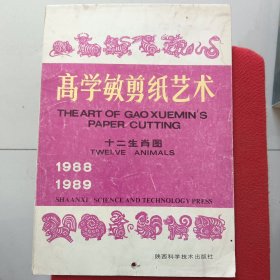 高学敏剪纸艺术
THE ART OF GAO XUEMIN'S
PAPER CUTTING
十二生肖图
TWELVE ANIMALS
1988
1989
SHAANXI SCIENCE AND TECHNOLOGY PRESS
陕西科学技术出版社